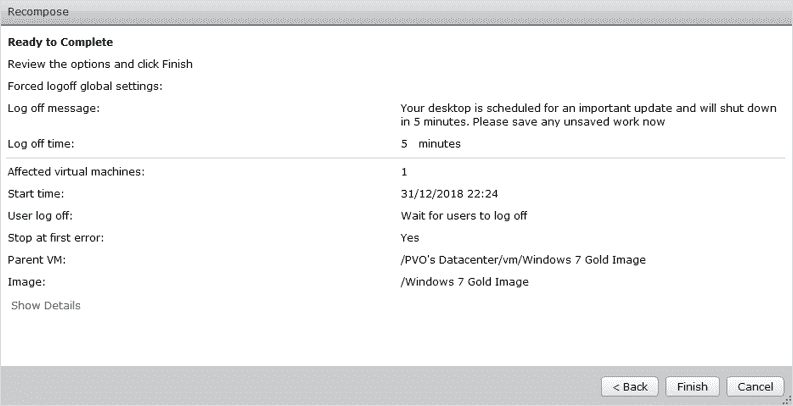 Recompose
Ready to Complete
Review the options and click Finish
Forced logoff global settings:
Log off message: Your desktop is scheduled for an important update and will shut down
in 5 minutes. Please save any unsaved work now
Log off time: 5 minutes
Affected virtual machines: 1
Start time: 31/12/2018 22:24
User log off: Wait for users to log off
Stop at first error: Yes
Parent VM: /PVO's Datacenter/vm/Windows 7 Gold Image
Image: /Windows 7 Gold Image
Show Details
< Back Finish Cancel